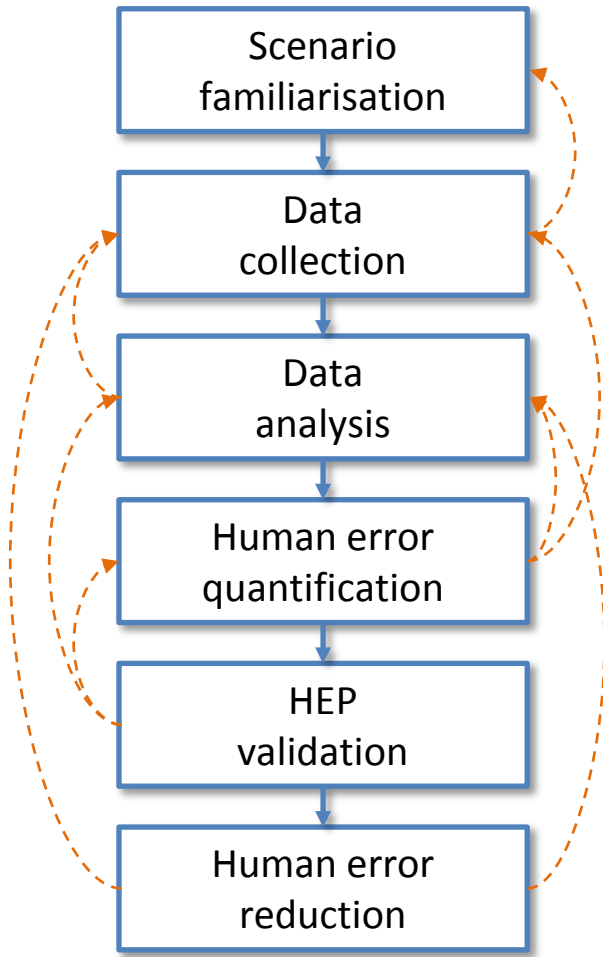 Scenario
familiarisation
Data
collection
Data
analysis
Human error
quantification
HEP
validation
Human error
reduction